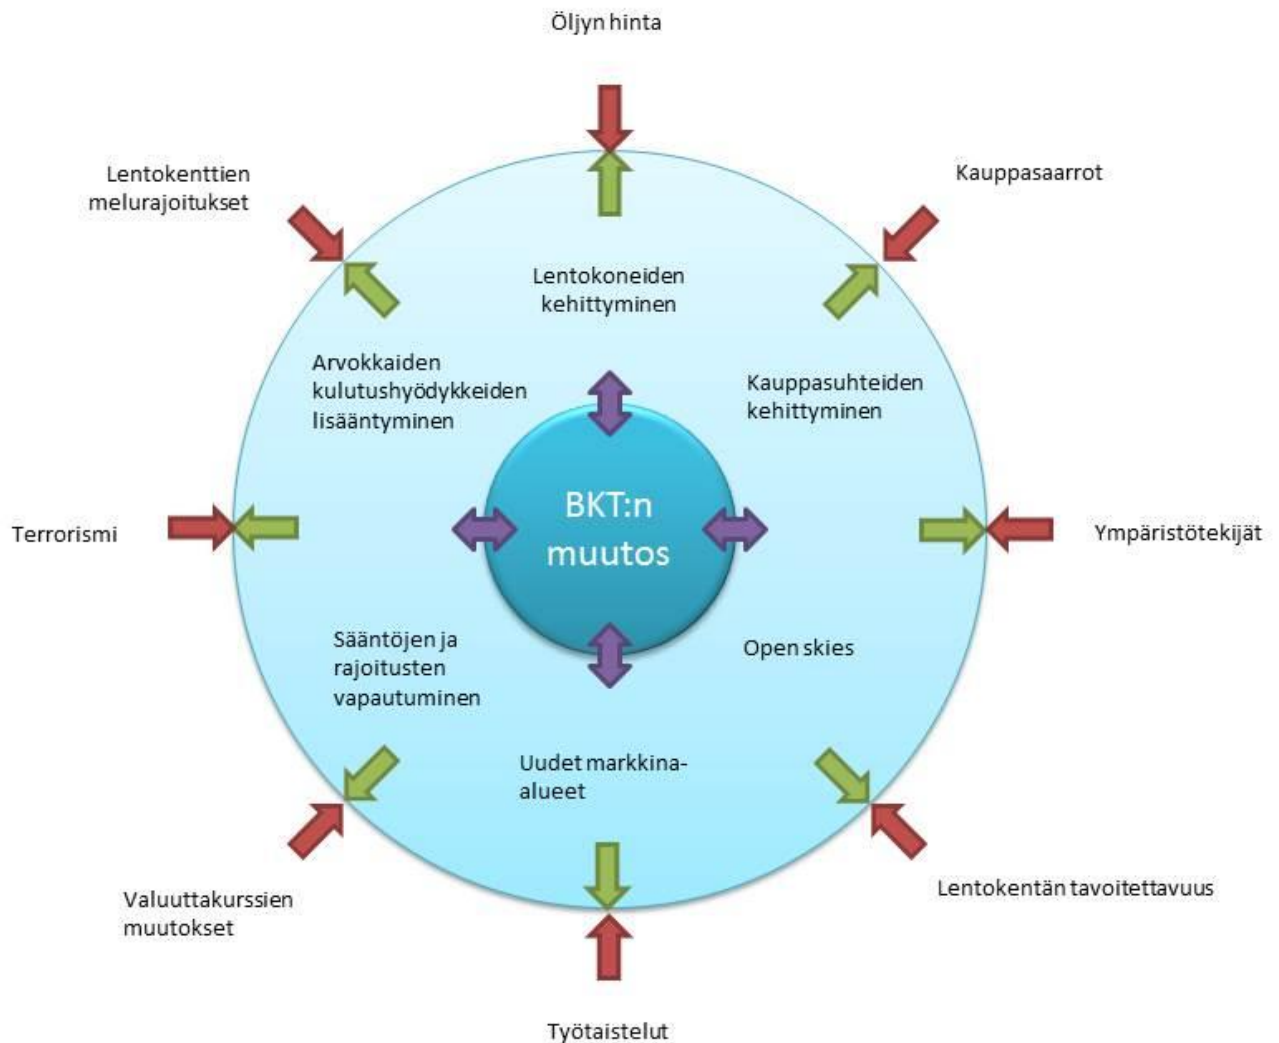 Öljyn hinta
Lentokenttien
melurajoitukset
Kauppasaarrot
Lentokoneiden
kehittyminen
Arvokkaiden
kulutushyödykkeiden
lisääntyminen
Kauppasuhteiden
kehittyminen
Terrorismi
BKT:n
muutos
Ympäristötekijät
Sääntöjen ja
rajoitusten
vapautuminen
Open skies
Uudet markkina-
alueet
Valuuttakurssien
muutokset
Lentokentän tavoitettavuus
Työtaistelut